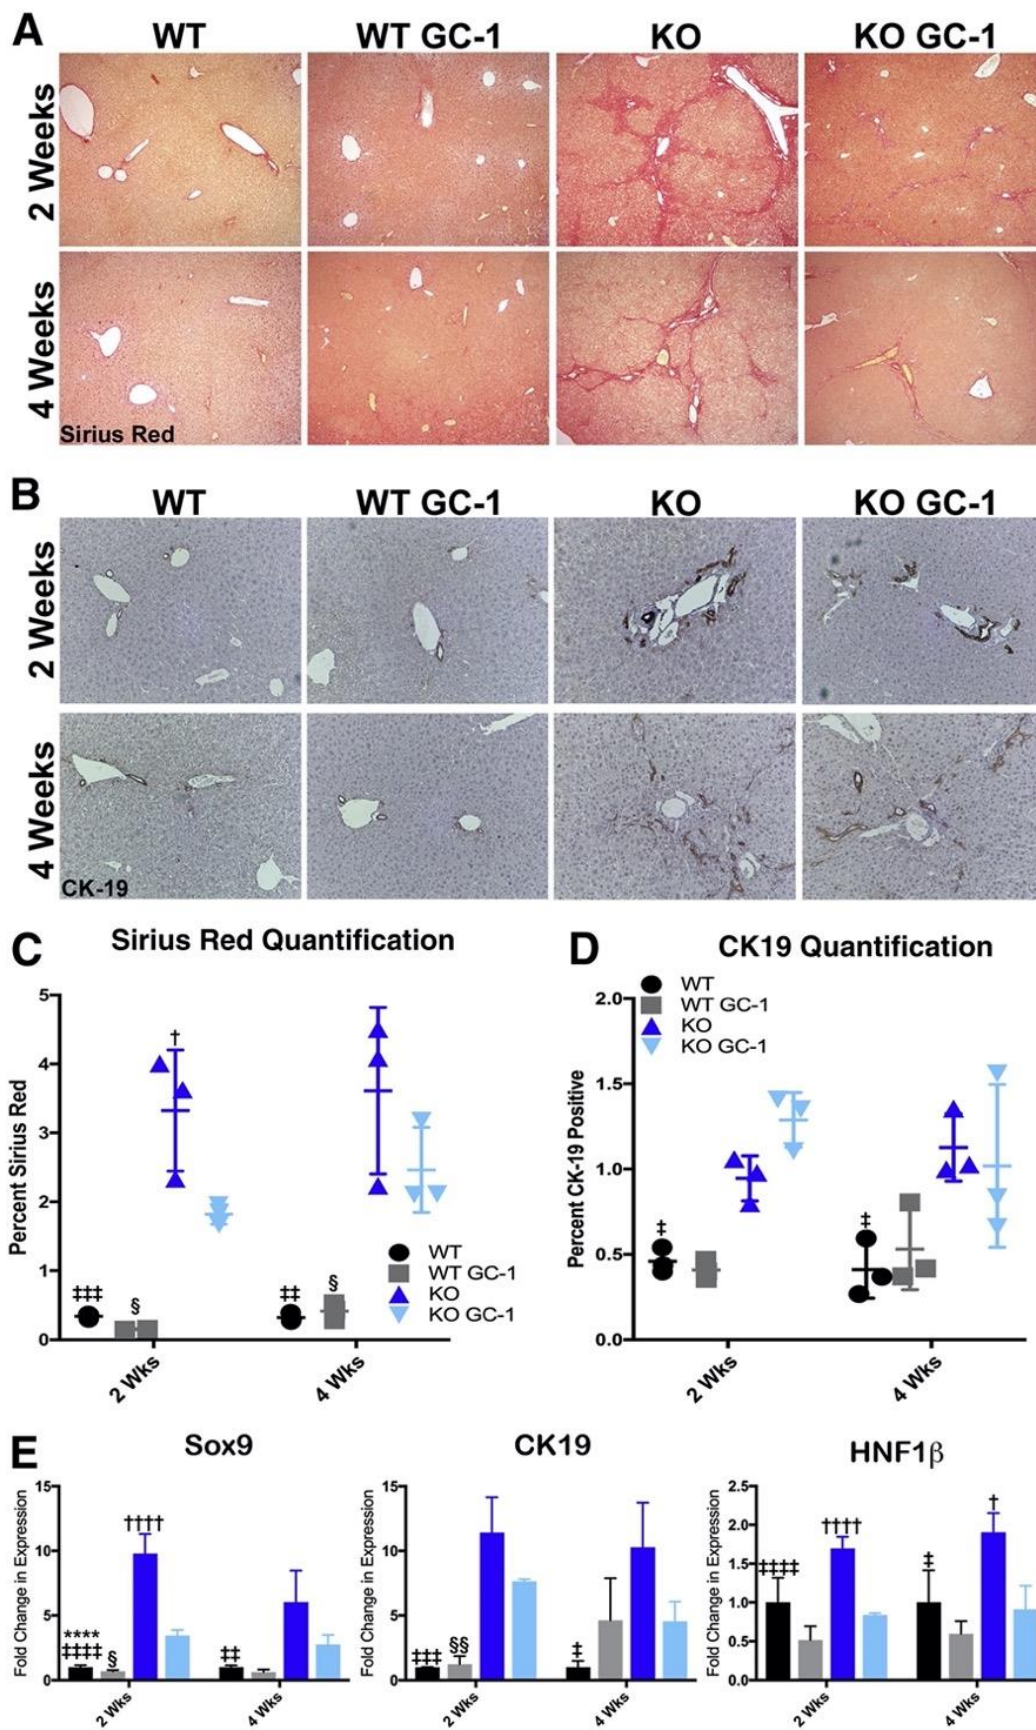 A
WT WT GC-1 KO KO GC-1
2 Weeks
4 Weeks
Sirius Red
B
WT WT GC-1 KO KO GC-1
2 Weeks
4 Weeks
CK-19
C
Sirius Red Quantification
Percent Sirius Red
5
4
3
2
1
0
†
‡‡‡
§
‡‡
§
WT
WT GC-1
KO
KO GC-1
2 Wks
4 Wks
D
CK19 Quantification
WT
WT GC-1
KO
KO GC-1
Percent CK-19 Positive
2.0
1.5
1.0
0.5
0.0
‡
‡
2 Wks
4 Wks
E
Sox9
Fold Change in Expression
15
10
5
0
††††
****
‡‡‡‡
§
‡‡
2 Wks
4 Wks
CK19
Fold Change in Expression
15
10
5
0
‡‡‡
§§
‡
2 Wks
4 Wks
HNF1β
Fold Change in Expression
2.5
2.0
1.5
1.0
0.5
0.0
‡‡‡‡
††††
‡
†
2 Wks
4 Wks